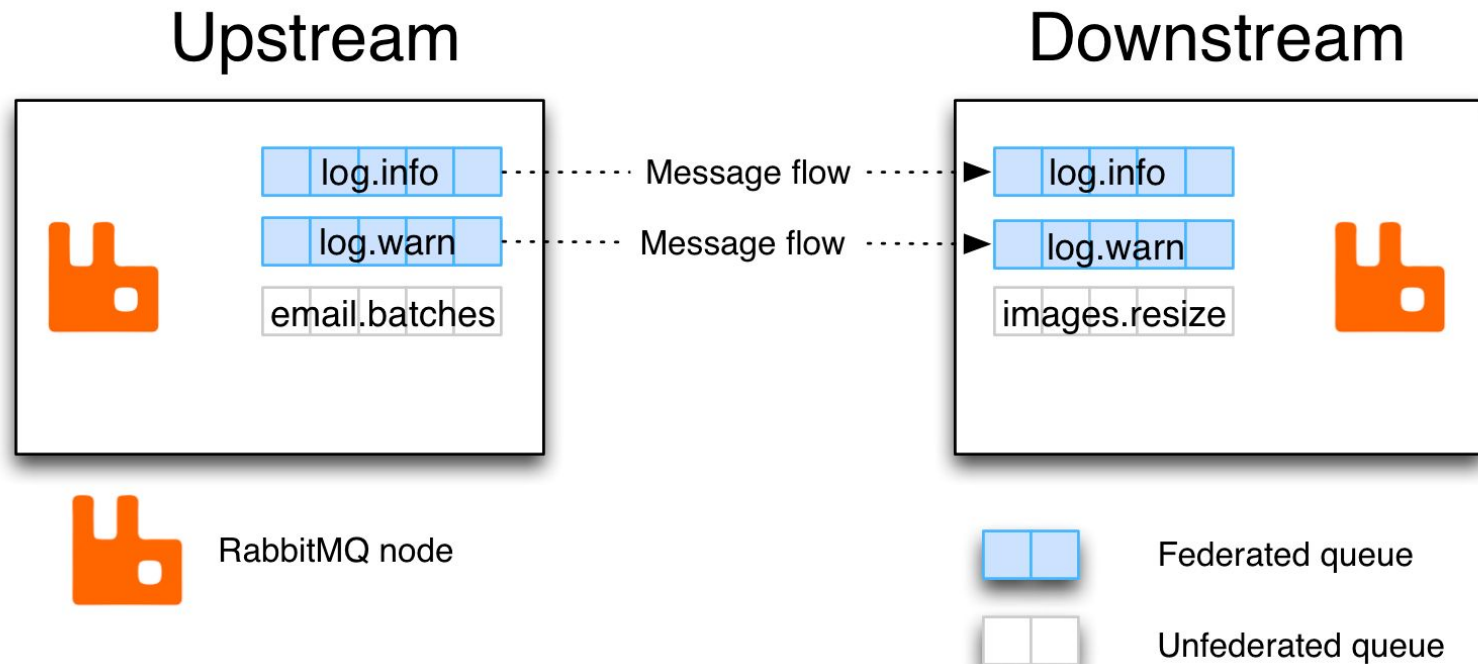 Upstream
Downstream
log.info
Message flow
log.info
log.warn
Message flow
log.warn
email.batches
images.resize
RabbitMQ node
Federated queue
Unfederated queue